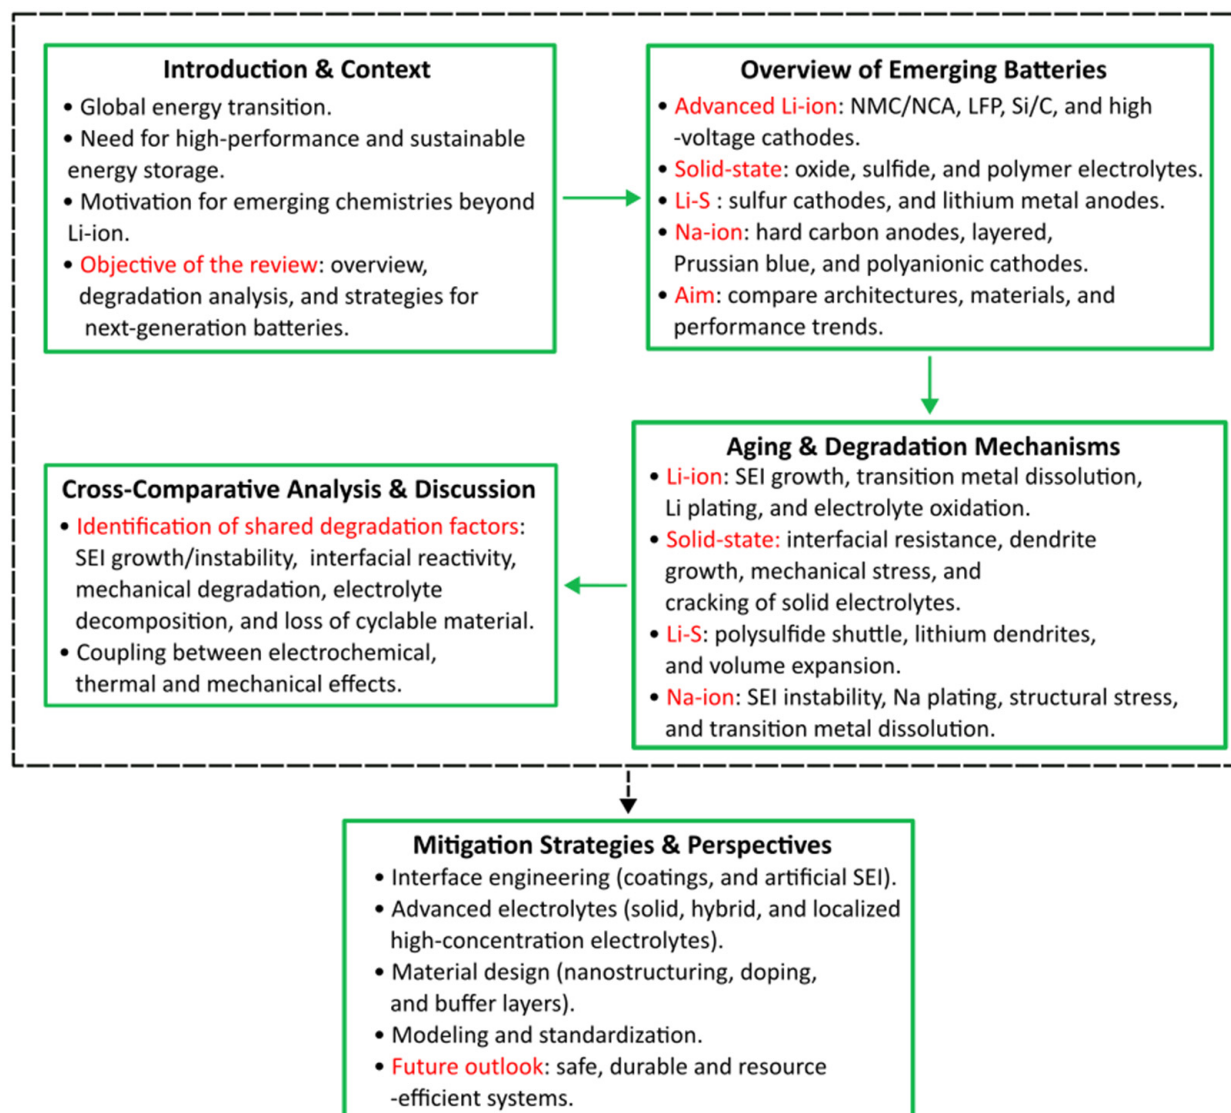 Introduction & Context
• Global energy transition.
• Need for high-performance and sustainable
energy storage.
• Motivation for emerging chemistries beyond
Li-ion.
• Objective of the review: overview,
degradation analysis, and strategies for
next-generation batteries.
Overview of Emerging Batteries
• Advanced Li-ion: NMC/NCA, LFP, Si/C, and high
-voltage cathodes.
• Solid-state: oxide, sulfide, and polymer electrolytes.
• Li-S : sulfur cathodes, and lithium metal anodes.
• Na-ion: hard carbon anodes, layered,
Prussian blue, and polyanionic cathodes.
• Aim: compare architectures, materials, and
performance trends.
Aging & Degradation Mechanisms
• Li-ion: SEI growth, transition metal dissolution,
Li plating, and electrolyte oxidation.
• Solid-state: interfacial resistance, dendrite
growth, mechanical stress, and
cracking of solid electrolytes.
• Li-S: polysulfide shuttle, lithium dendrites,
and volume expansion.
• Na-ion: SEI instability, Na plating, structural stress,
and transition metal dissolution.
Cross-Comparative Analysis & Discussion
• Identification of shared degradation factors:
SEI growth/instability, interfacial reactivity,
mechanical degradation, electrolyte
decomposition, and loss of cyclable material.
• Coupling between electrochemical,
thermal and mechanical effects.
Mitigation Strategies & Perspectives
• Interface engineering (coatings, and artificial SEI).
• Advanced electrolytes (solid, hybrid, and localized
high-concentration electrolytes).
• Material design (nanostructuring, doping,
and buffer layers).
• Modeling and standardization.
• Future outlook: safe, durable and resource
-efficient systems.